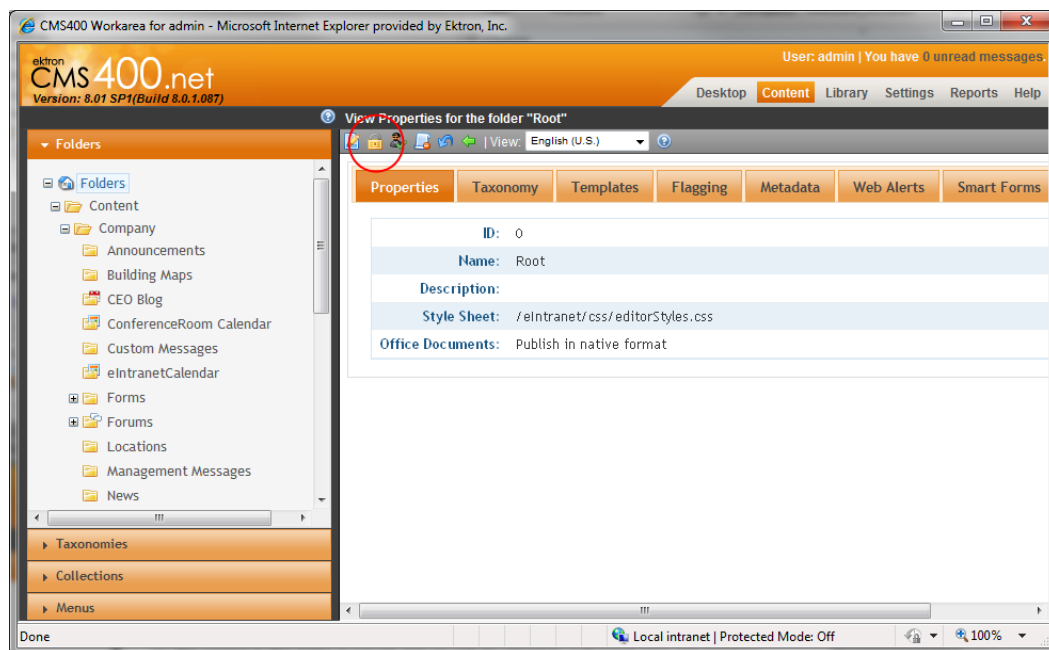 CMS400 Workarea for admin - Microsoft Internet Explorer provided by Ektron, Inc.
User: admin | You have 0 unread messages.
ektron
CMS400.net
Version: 8.01 SP1(Build 8.0.1.087)
Desktop Content Library Settings Reports Help
View Properties for the folder "Root"
Folders
| View: English (U.S.)
Folders
Content
Company
Announcements
Building Maps
CEO Blog
ConferenceRoom Calendar
Custom Messages
eIntranetCalendar
Forms
Forums
Locations
Management Messages
News
Taxonomies
Collections
Menus
Properties Taxonomy Templates Flagging Metadata Web Alerts Smart Forms
ID: 0
Name: Root
Description:
Style Sheet: /eIntranet/css/editorStyles.css
Office Documents: Publish in native format
Done
Local intranet | Protected Mode: Off
100%